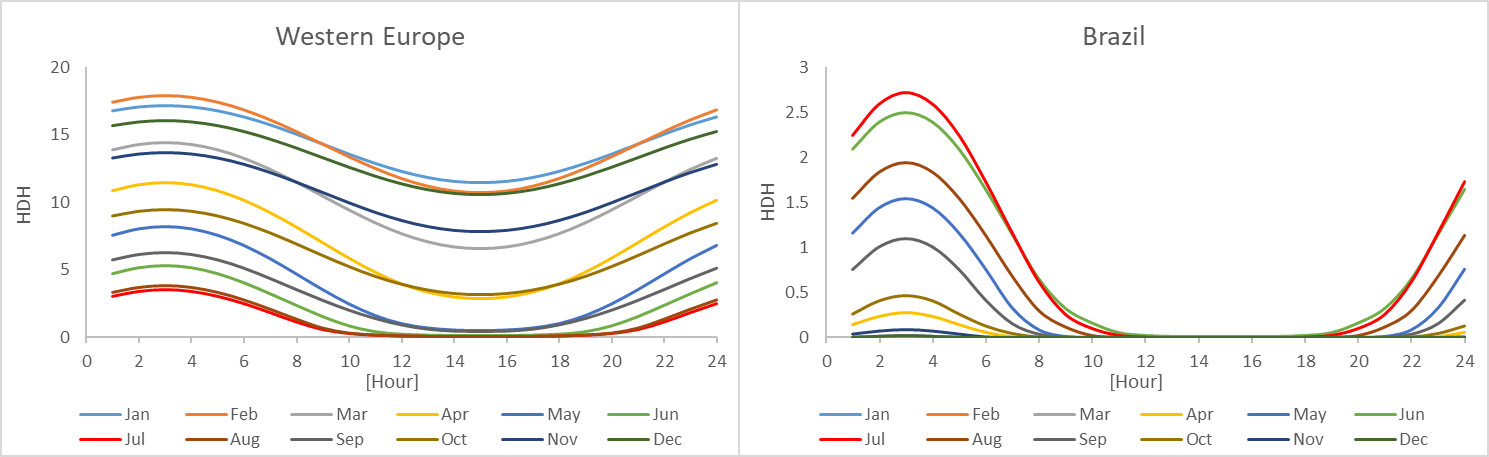 Western Europe
20
15
10
5
0
HDH
0 2 4 6 8 10 12 14 16 18 20 22 24
[Hour]
Jan Feb Mar Apr May Jun
Jul Aug Sep Oct Nov Dec
Brazil
3
2.5
2
1.5
1
0.5
0
HDH
0 2 4 6 8 10 12 14 16 18 20 22 24
[Hour]
Jan Feb Mar Apr May Jun
Jul Aug Sep Oct Nov Dec